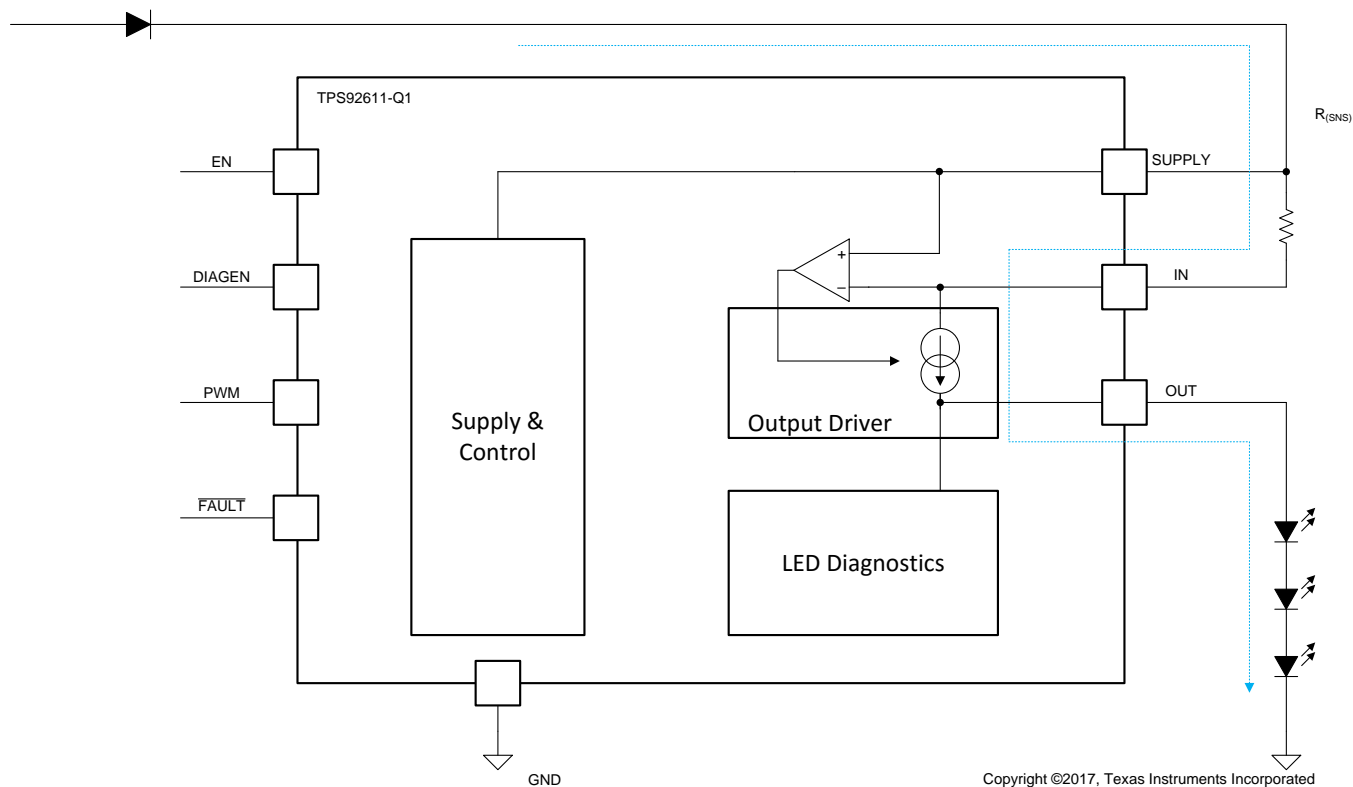 TPS92611-Q1
R(SNS)
EN
SUPPLY
DIAGEN
IN
+
–
PWM
OUT
Supply &
Control
Output Driver
FAULT
LED Diagnostics
GND
Copyright ©2017, Texas Instruments Incorporated